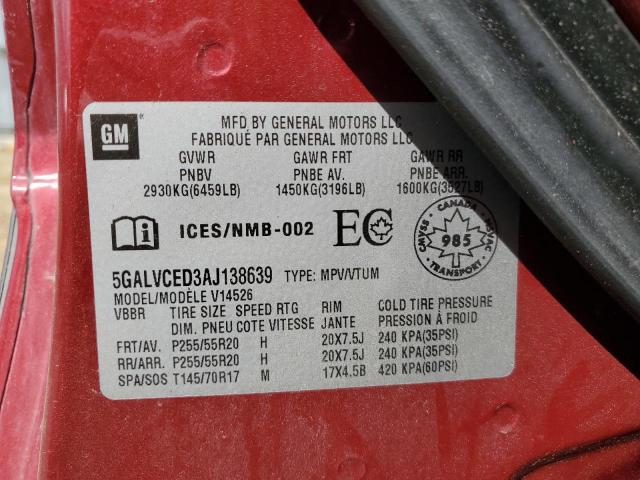 GM
MFD BY GENERAL MOTORS LLC
FABRIQUÉ PAR GENERAL MOTORS LLC
GVWR GAWR FRT GAWR RR
PNBV PNBE AV. PNBE ARR.
2930KG(6459LB) 1450KG(3196LB) 1600KG(3527LB)
i ICES/NMB-002 EC CANADA CMVSS NSVAC 985 TRANSPORT
5GALVCED3AJ138639 TYPE: MPV/VTUM
MODEL/MODÈLE V14526
VBBR TIRE SIZE SPEED RTG RIM COLD TIRE PRESSURE
DIM. PNEU COTE VITESSE JANTE PRESSION À FROID
FRT/AV. P255/55R20 H 20X7.5J 240 KPA(35PSI)
RR/ARR. P255/55R20 H 20X7.5J 240 KPA(35PSI)
SPA/SOS T145/70R17 M 17X4.5B 420 KPA(60PSI)